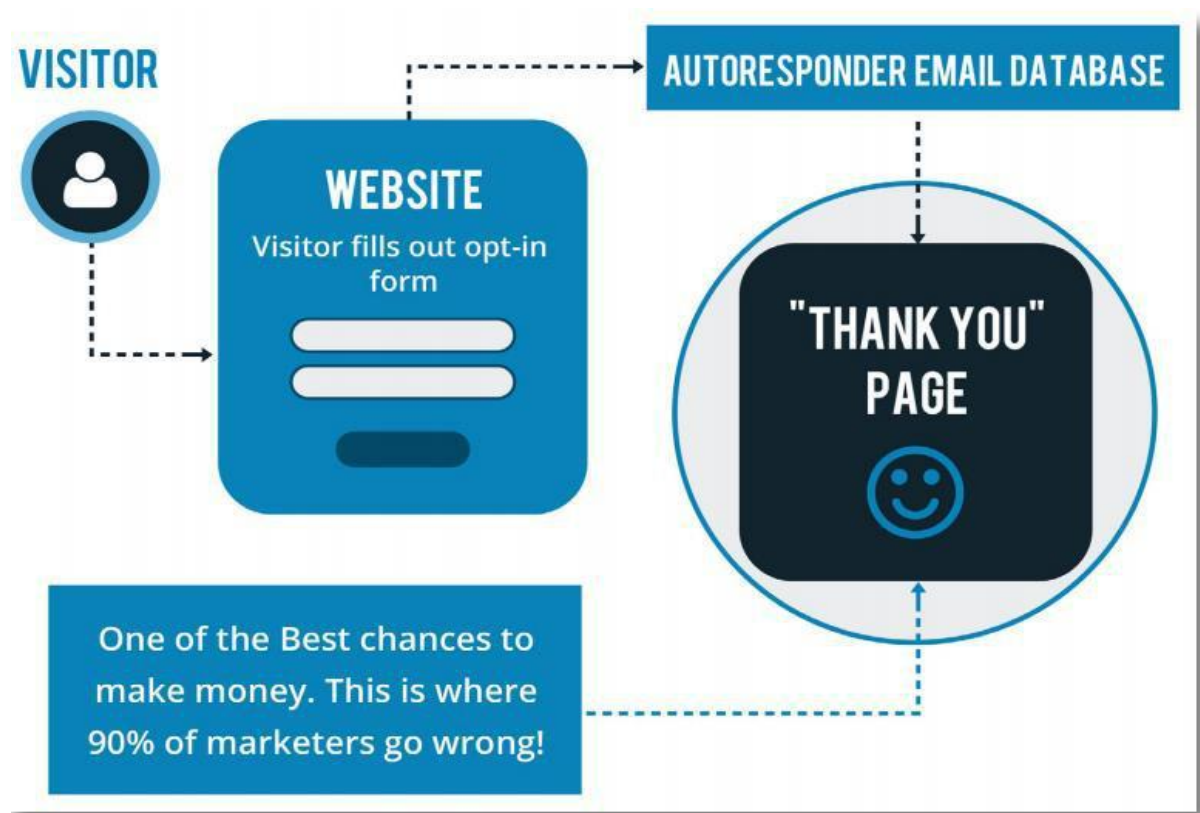 VISITOR
WEBSITE
Visitor fills out opt-in
form
AUTORESPONDER EMAIL DATABASE
"THANK YOU"
PAGE
One of the Best chances to
make money. This is where
90% of marketers go wrong!